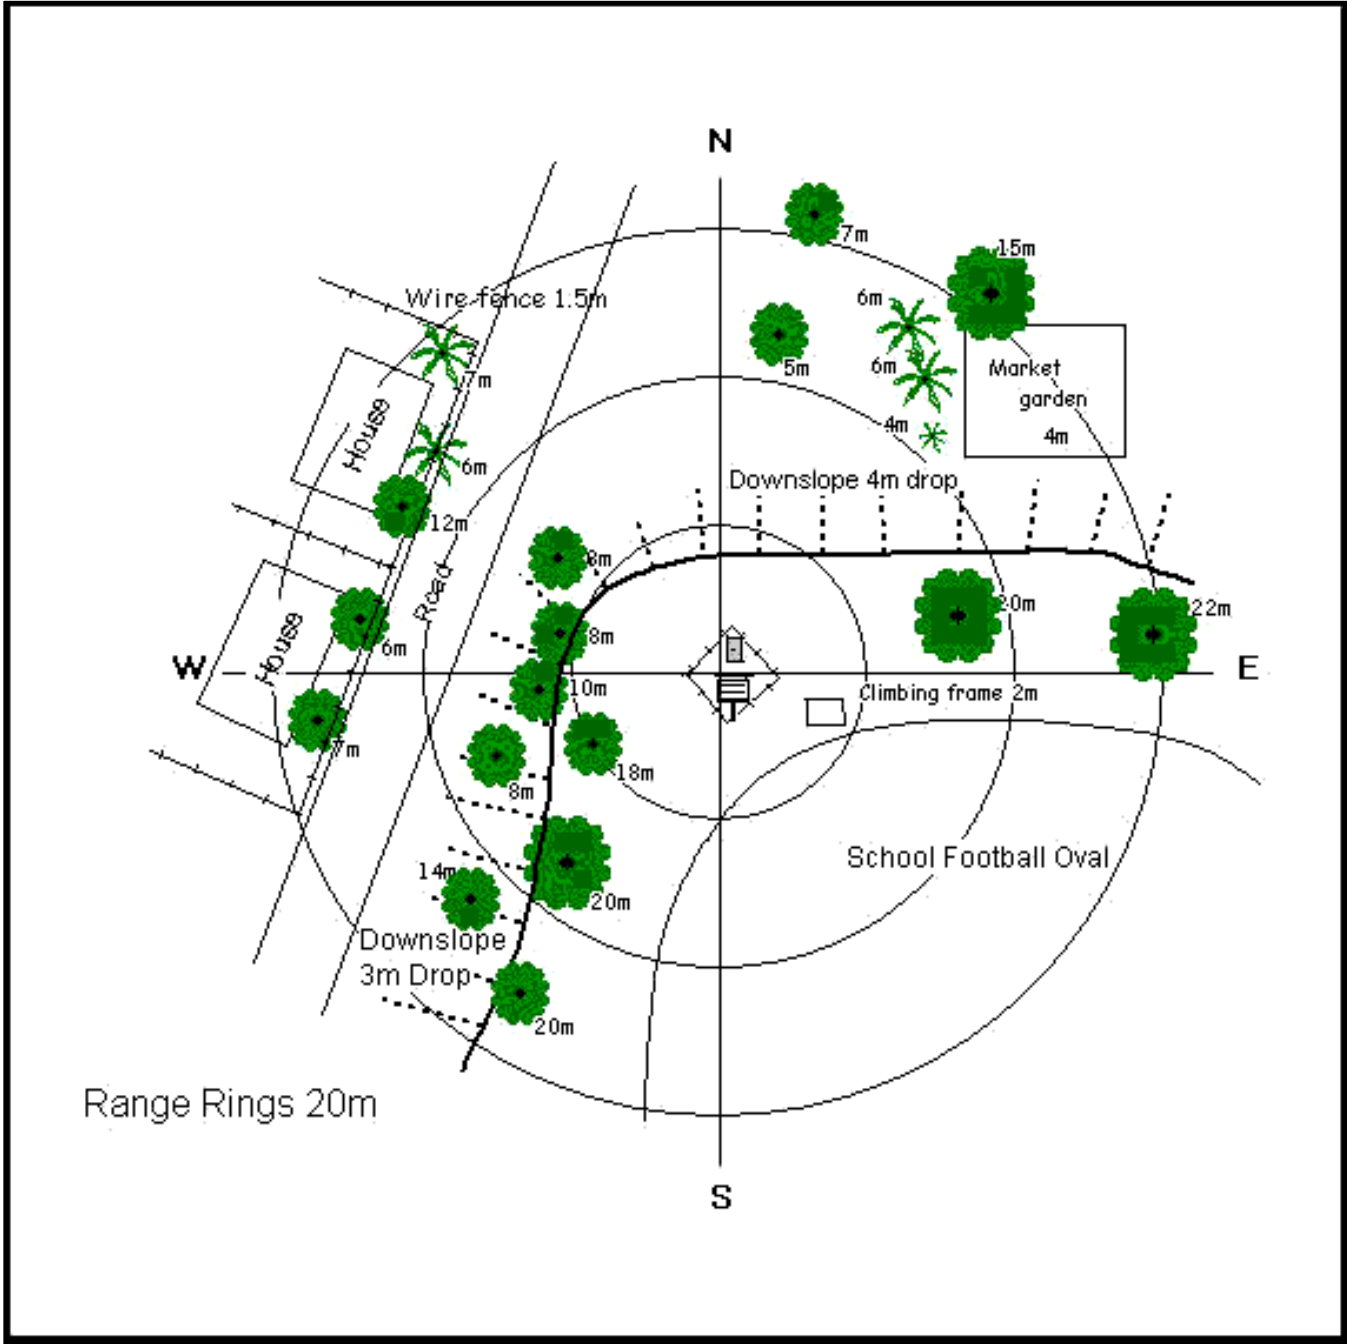 N
7m
15m
Wire fence 1.5m
6m
5m
6m
Market
garden
4m
7m
House
4m
6m
Downslope 4m drop
12m
Road
8m
20m
22m
8m
House
6m
W
E
10m
Climbing frame 2m
7m
18m
8m
School Football Oval
14m
20m
Downslope
3m Drop
20m
Range Rings 20m
S